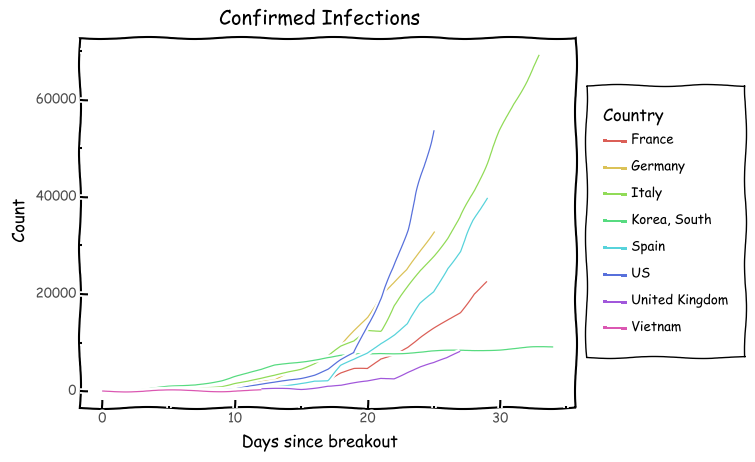 Confirmed Infections
60000
40000
20000
0
Count
0 10 20 30
Days since breakout
Country
France
Germany
Italy
Korea, South
Spain
US
United Kingdom
Vietnam